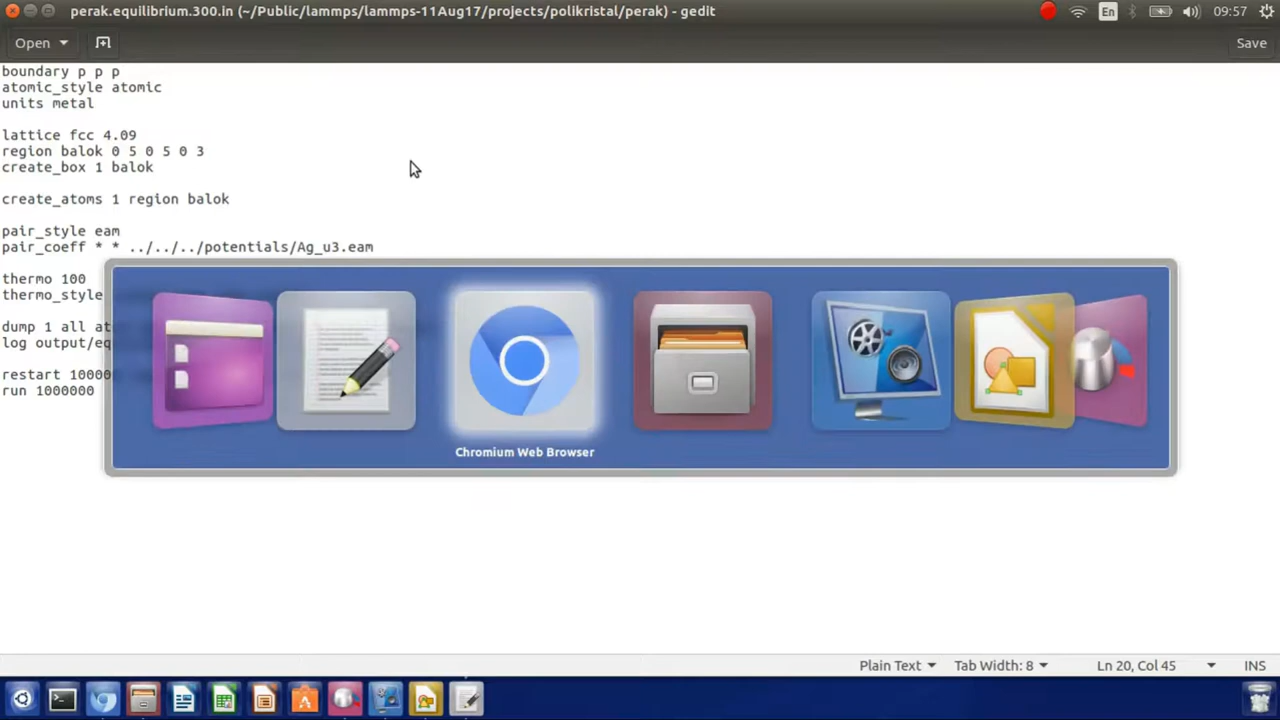 perak.equilibrium.300.in (~/Public/lammps/lammps-11Aug17/projects/polikristal/perak) - gedit
En
09:57
Open
Save
boundary p p p
atomic_style atomic
units metal
lattice fcc 4.09
region balok 0 5 0 5 0 3
create_box 1 balok
create_atoms 1 region balok
pair_style eam
pair_coeff * * ../../../potentials/Ag_u3.eam
thermo 100
thermo_style
dump 1 all at
log output/eq
restart 10000
run 1000000
Chromium Web Browser
Plain Text
Tab Width: 8
Ln 20, Col 45
INS